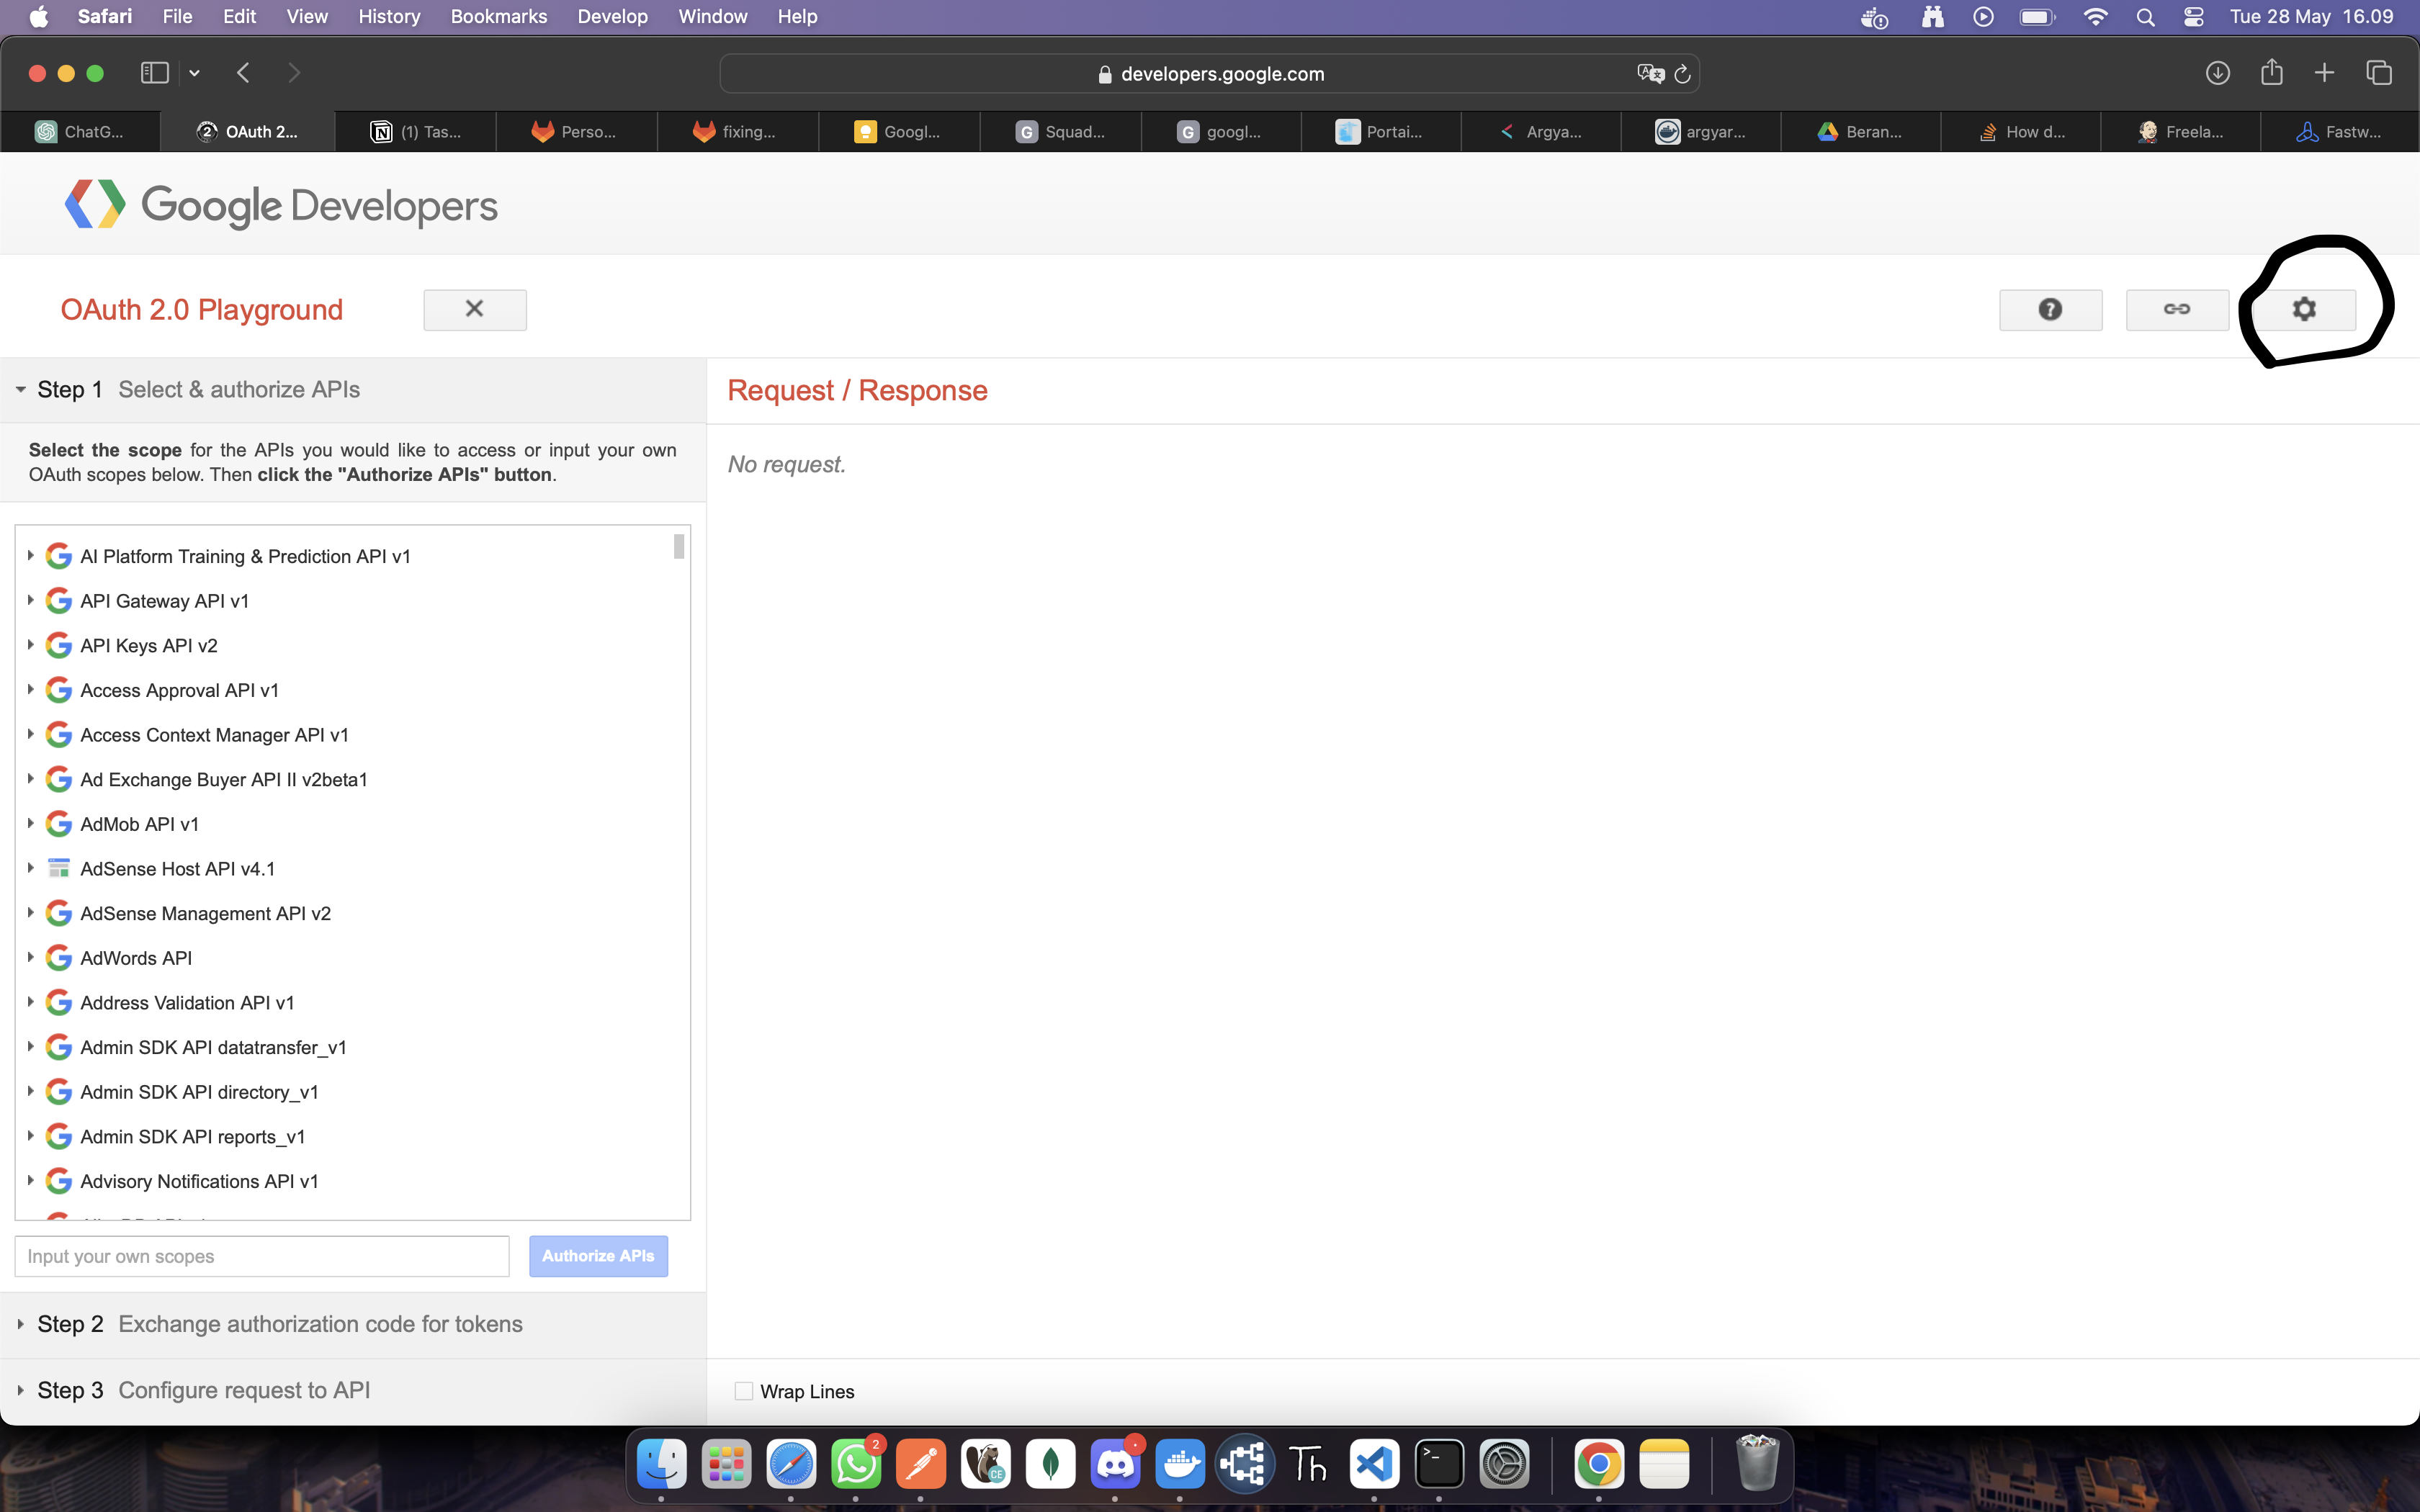 Safari File Edit View History Bookmarks Develop Window Help Tue 28 May 16.09
developers.google.com
ChatG... OAuth 2... (1) Tas... Perso... fixing... Googl... Squad... googl... Portai... Argya... argyar... Beran... How d... Freela... Fastw...
Google Developers
OAuth 2.0 Playground
Step 1 Select & authorize APIs
Select the scope for the APIs you would like to access or input your own
OAuth scopes below. Then click the "Authorize APIs" button.
AI Platform Training & Prediction API v1
API Gateway API v1
API Keys API v2
Access Approval API v1
Access Context Manager API v1
Ad Exchange Buyer API II v2beta1
AdMob API v1
AdSense Host API v4.1
AdSense Management API v2
AdWords API
Address Validation API v1
Admin SDK API datatransfer_v1
Admin SDK API directory_v1
Admin SDK API reports_v1
Advisory Notifications API v1
Input your own scopes Authorize APIs
Step 2 Exchange authorization code for tokens
Step 3 Configure request to API
Request / Response
No request.
Wrap Lines
2
CE
Th